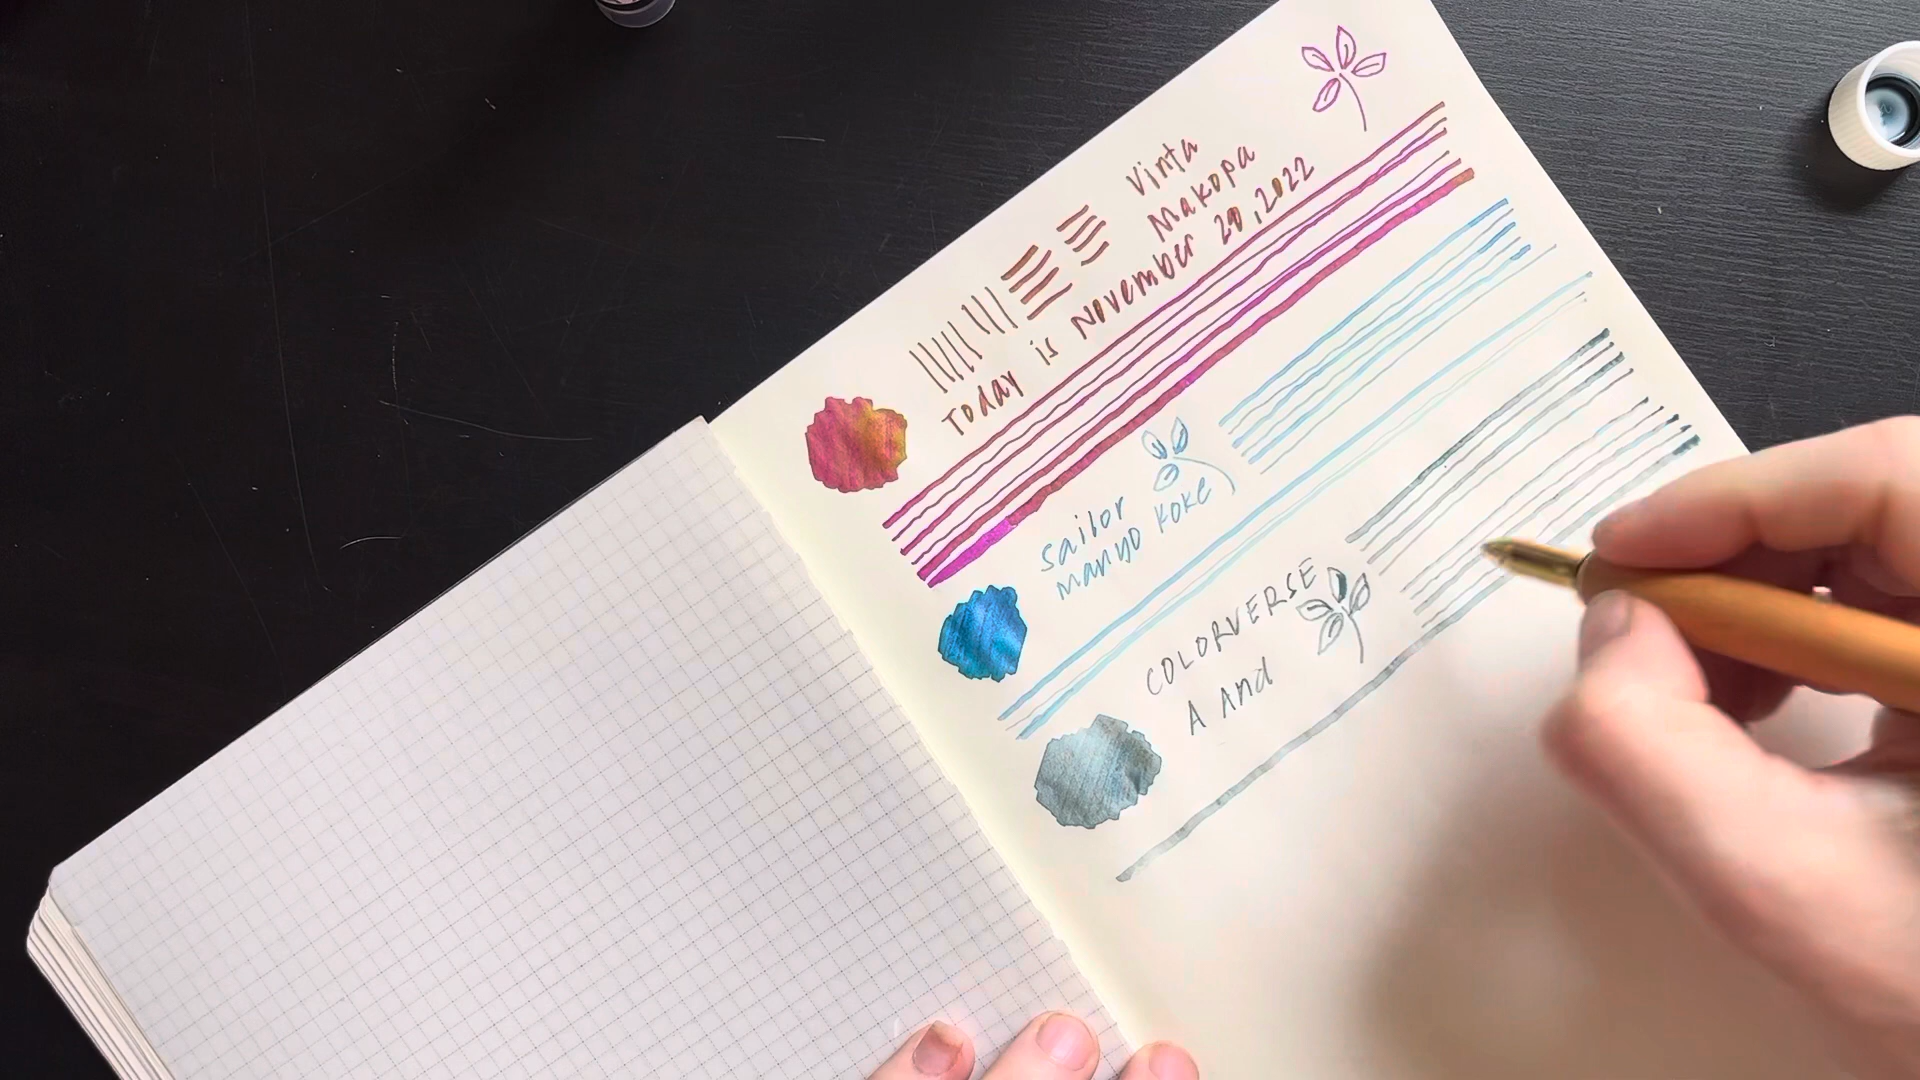 Vinta
Makopa
Today is November 20, 2022
sailor
manyo koke
COLORVERSE
A And